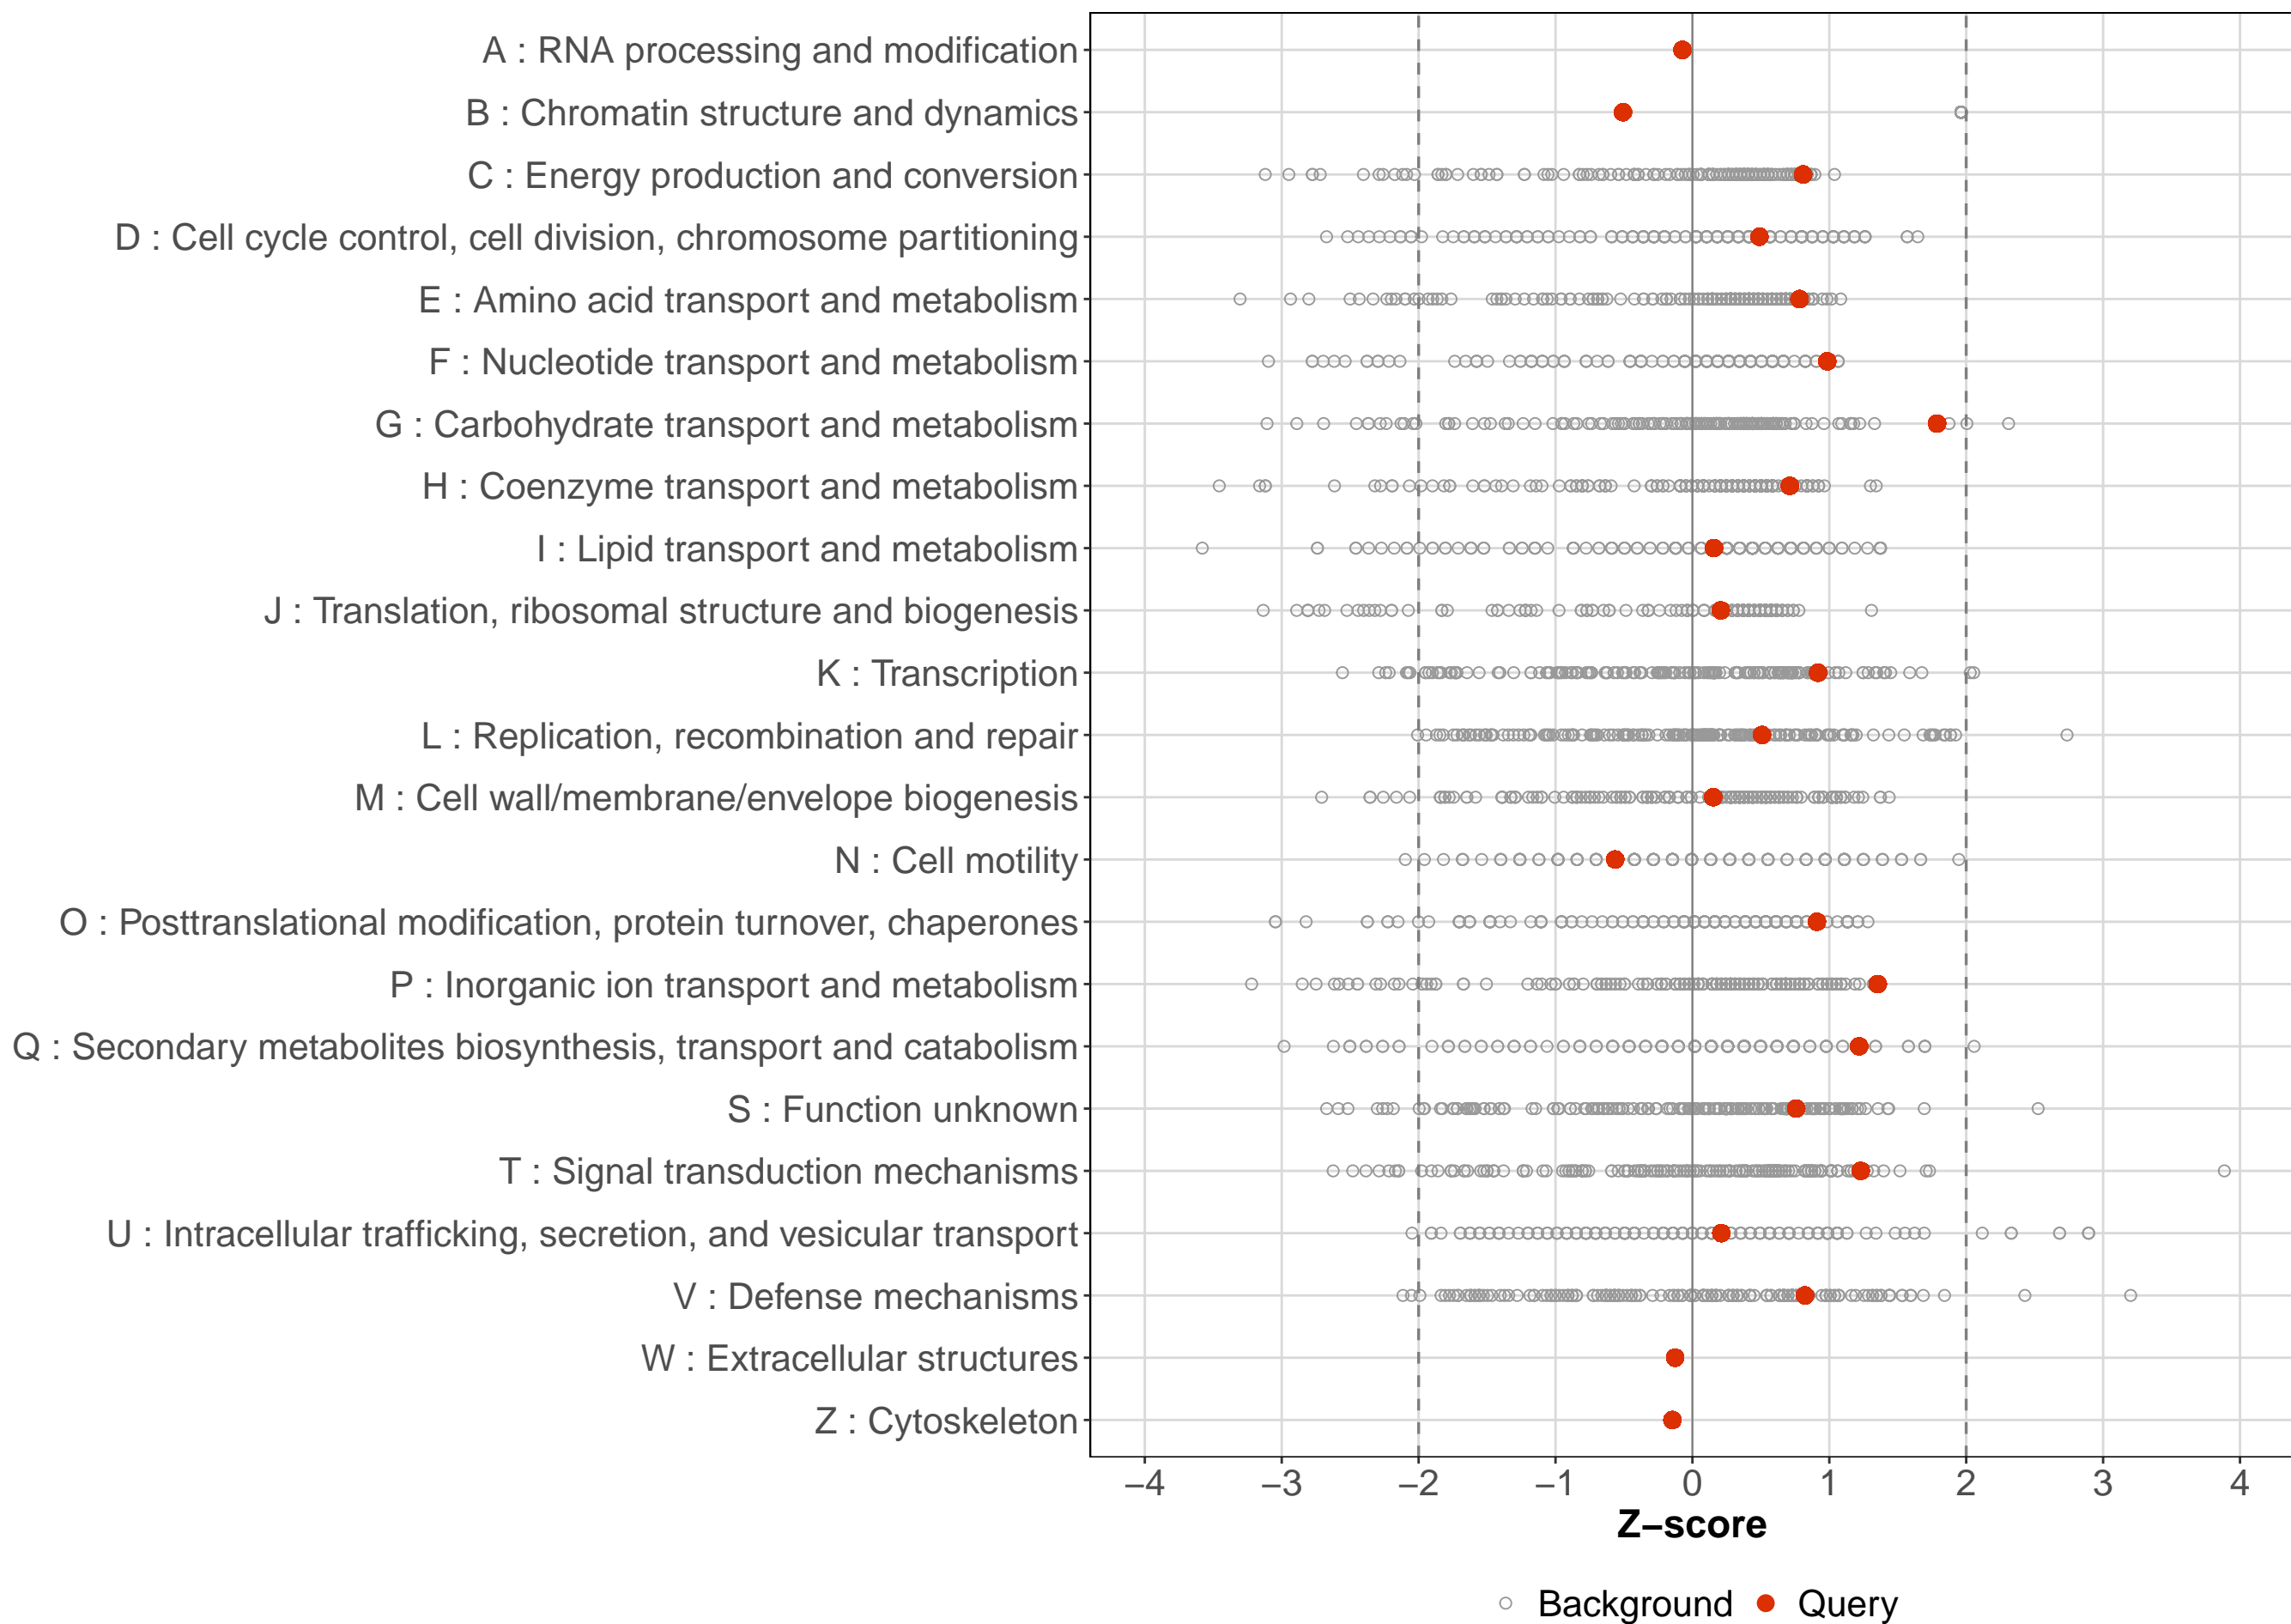 A : RNA processing and modification
B : Chromatin structure and dynamics
C : Energy production and conversion
D : Cell cycle control, cell division, chromosome partitioning
E : Amino acid transport and metabolism
F : Nucleotide transport and metabolism
G : Carbohydrate transport and metabolism
H : Coenzyme transport and metabolism
I : Lipid transport and metabolism
J : Translation, ribosomal structure and biogenesis
K : Transcription
L : Replication, recombination and repair
M : Cell wall/membrane/envelope biogenesis
N : Cell motility
O : Posttranslational modification, protein turnover, chaperones
P : Inorganic ion transport and metabolism
Q : Secondary metabolites biosynthesis, transport and catabolism
S : Function unknown
T : Signal transduction mechanisms
U : Intracellular trafficking, secretion, and vesicular transport
V : Defense mechanisms
W : Extracellular structures
Z : Cytoskeleton
−4 −3 −2 −1 0 1 2 3 4
Z−score
Background Query